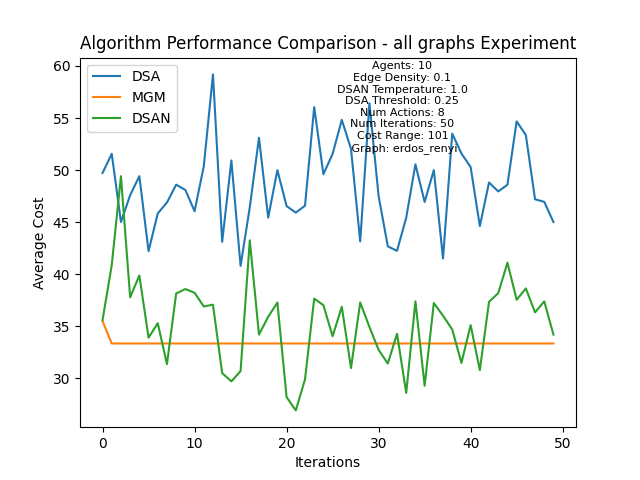 Algorithm Performance Comparison - all graphs Experiment
DSA
MGM
DSAN
Agents: 10
Edge Density: 0.1
DSAN Temperature: 1.0
DSA Threshold: 0.25
Num Actions: 8
Num Iterations: 50
Cost Range: 101
Graph: erdos_renyi
Average Cost
60
55
50
45
40
35
30
0 10 20 30 40 50
Iterations